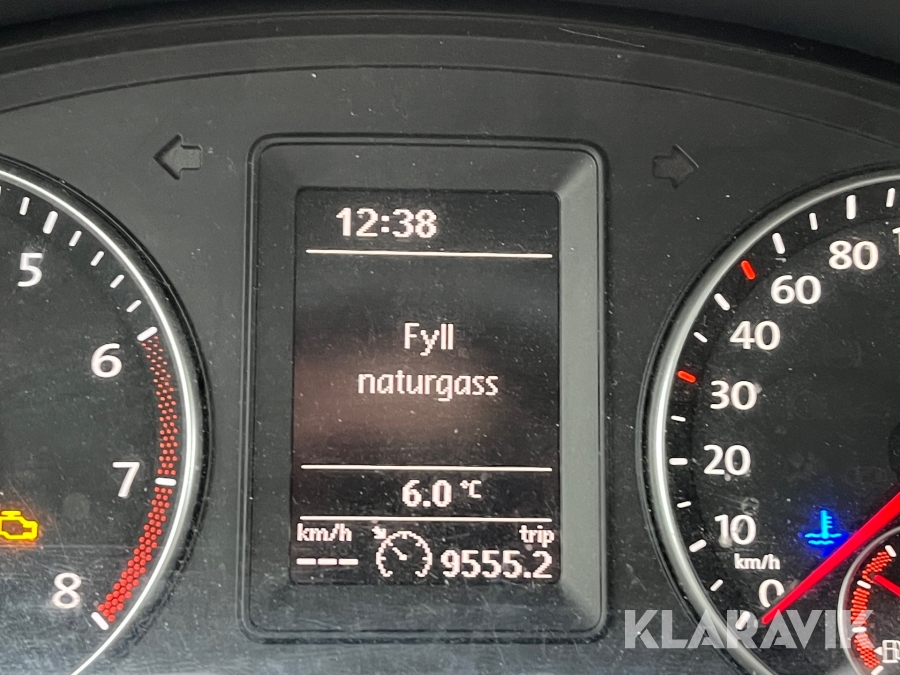 12:38
Fyll
naturgass
6.0 °C
km/h
trip
--- 9555.2
5
6
7
8
80
60
40
30
20
10
km/h
0
KLARAVIK